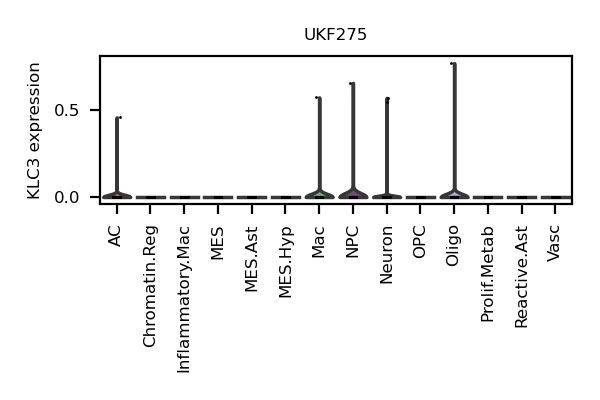 UKF275
KLC3 expression
0.5
0.0
AC
Chromatin.Reg
Inflammatory.Mac
MES
MES.Ast
MES.Hyp
Mac
NPC
Neuron
OPC
Oligo
Prolif.Metab
Reactive.Ast
Vasc